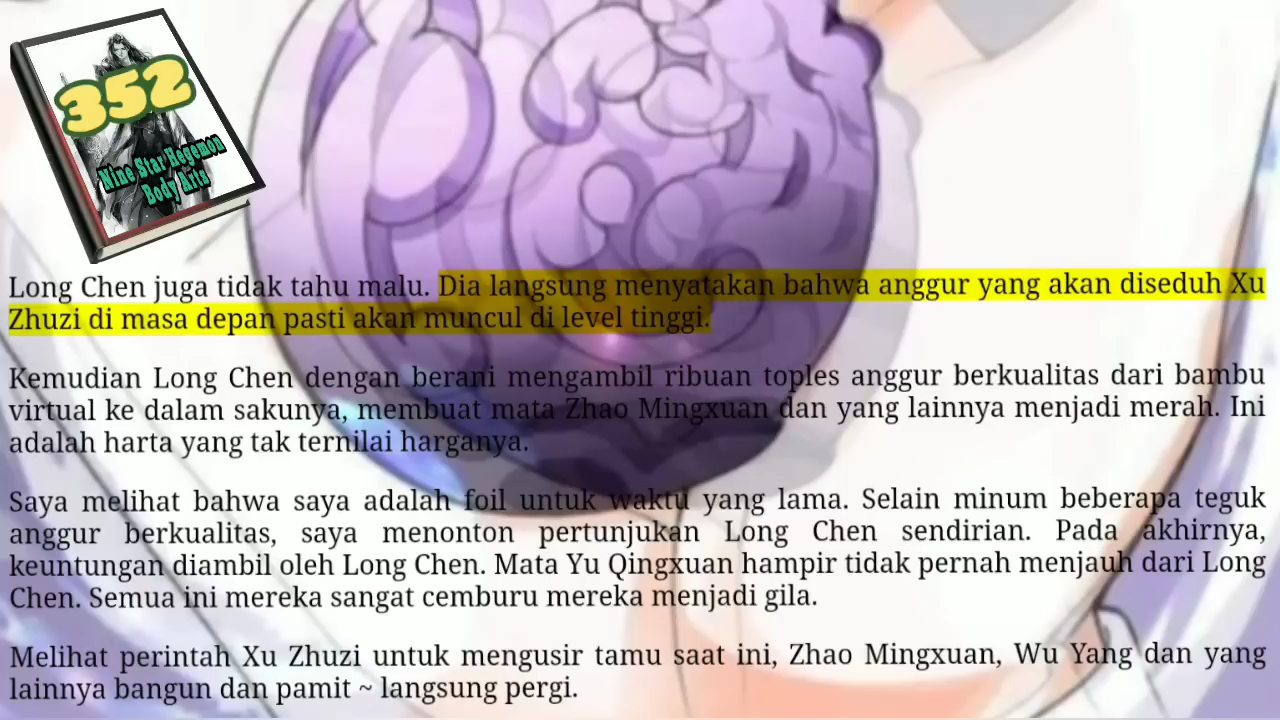 352
Nine Star Hegemon
Body Arts
Long Chen juga tidak tahu malu. Dia langsung menyatakan bahwa anggur yang akan diseduh Xu
Zhuzi di masa depan pasti akan muncul di level tinggi.
Kemudian Long Chen dengan berani mengambil ribuan toples anggur berkualitas dari bambu
virtual ke dalam sakunya, membuat mata Zhao Mingxuan dan yang lainnya menjadi merah. Ini
adalah harta yang tak ternilai harganya.
Saya melihat bahwa saya adalah foil untuk waktu yang lama. Selain minum beberapa teguk
anggur berkualitas, saya menonton pertunjukan Long Chen sendirian. Pada akhirnya,
keuntungan diambil oleh Long Chen. Mata Yu Qingxuan hampir tidak pernah menjauh dari Long
Chen. Semua ini mereka sangat cemburu mereka menjadi gila.
Melihat perintah Xu Zhuzi untuk mengusir tamu saat ini, Zhao Mingxuan, Wu Yang dan yang
lainnya bangun dan pamit ~ langsung pergi.